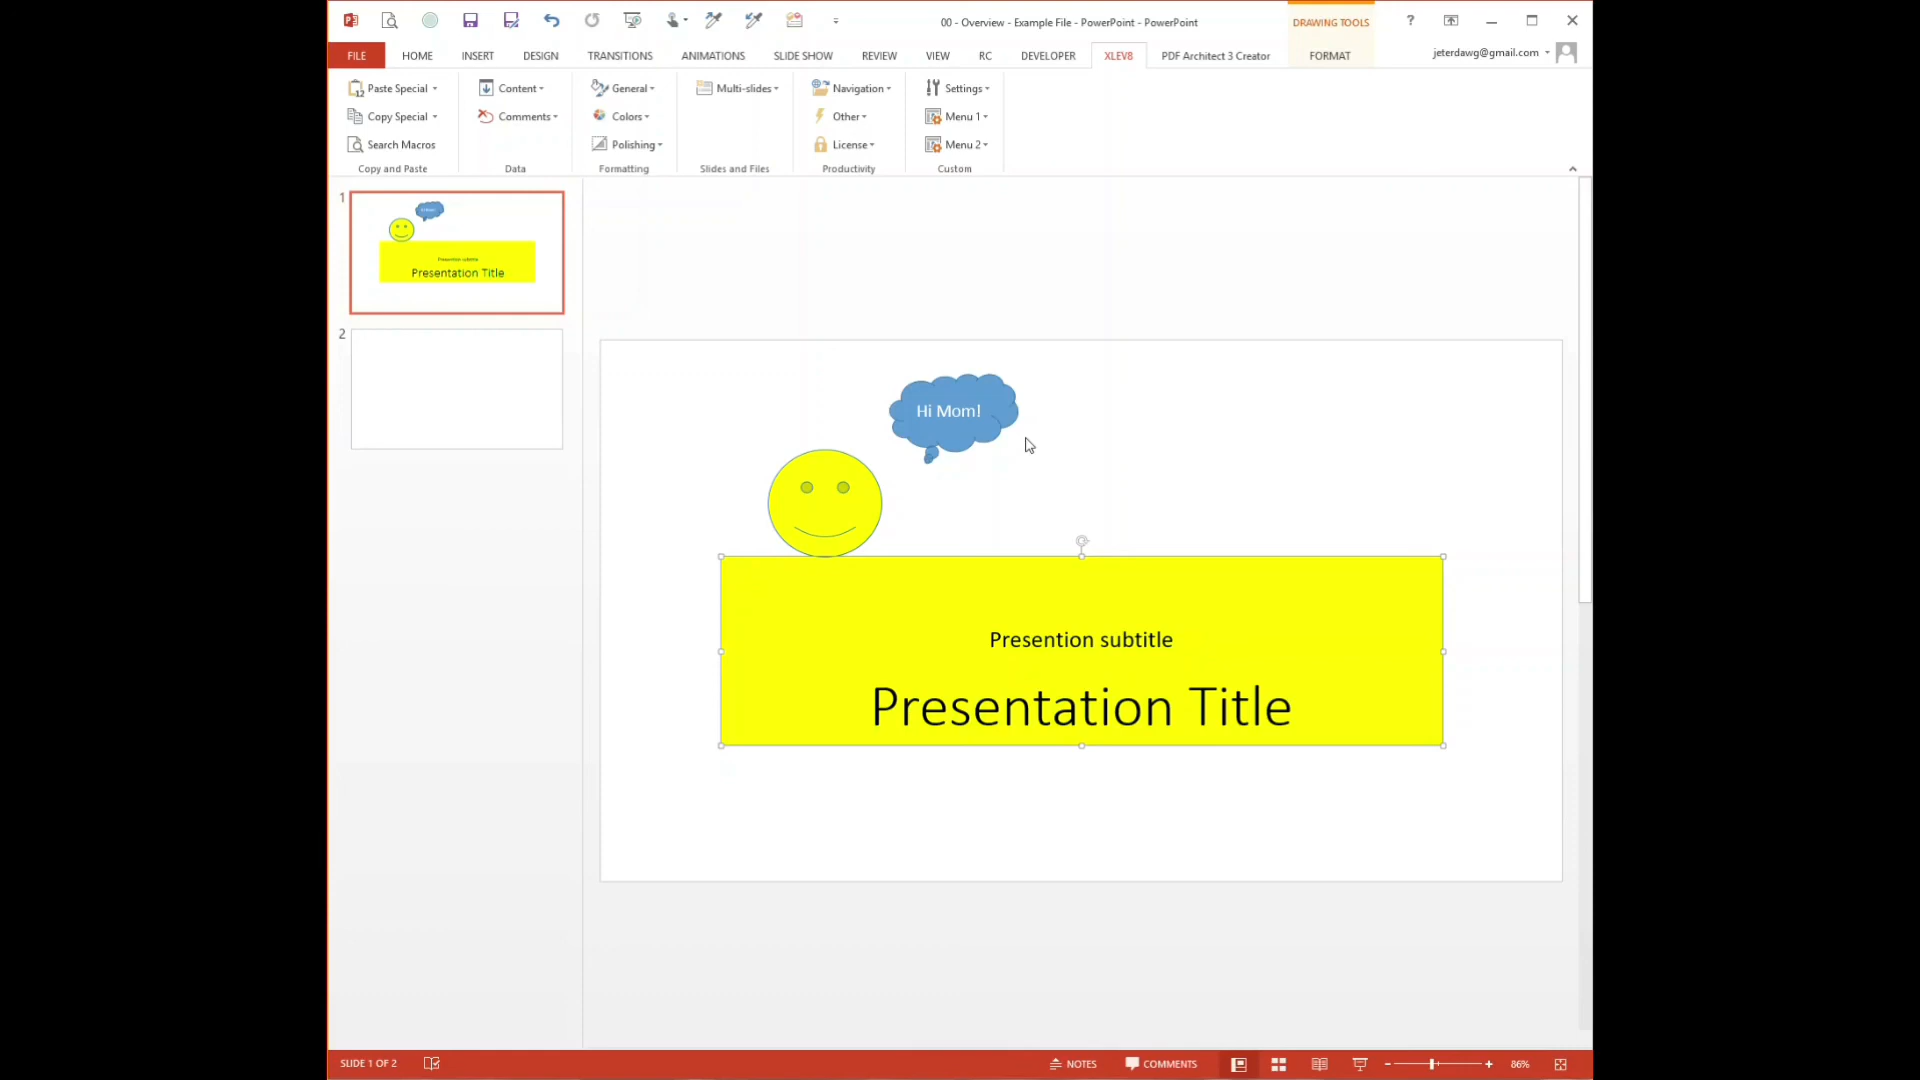 00 - Overview - Example File - PowerPoint - PowerPoint
DRAWING TOOLS
?
FILE HOME INSERT DESIGN TRANSITIONS ANIMATIONS SLIDE SHOW REVIEW VIEW RC DEVELOPER XLEV8 PDF Architect 3 Creator FORMAT
jeterdawg@gmail.com
Paste Special Content General Multi-slides Navigation Settings
Copy Special Comments Colors Other Menu 1
Search Macros Polishing License Menu 2
Copy and Paste Data Formatting Slides and Files Productivity Custom
1
Presention subtitle
Presentation Title
2
Hi Mom!
Presention subtitle
Presentation Title
SLIDE 1 OF 2 NOTES COMMENTS 86%